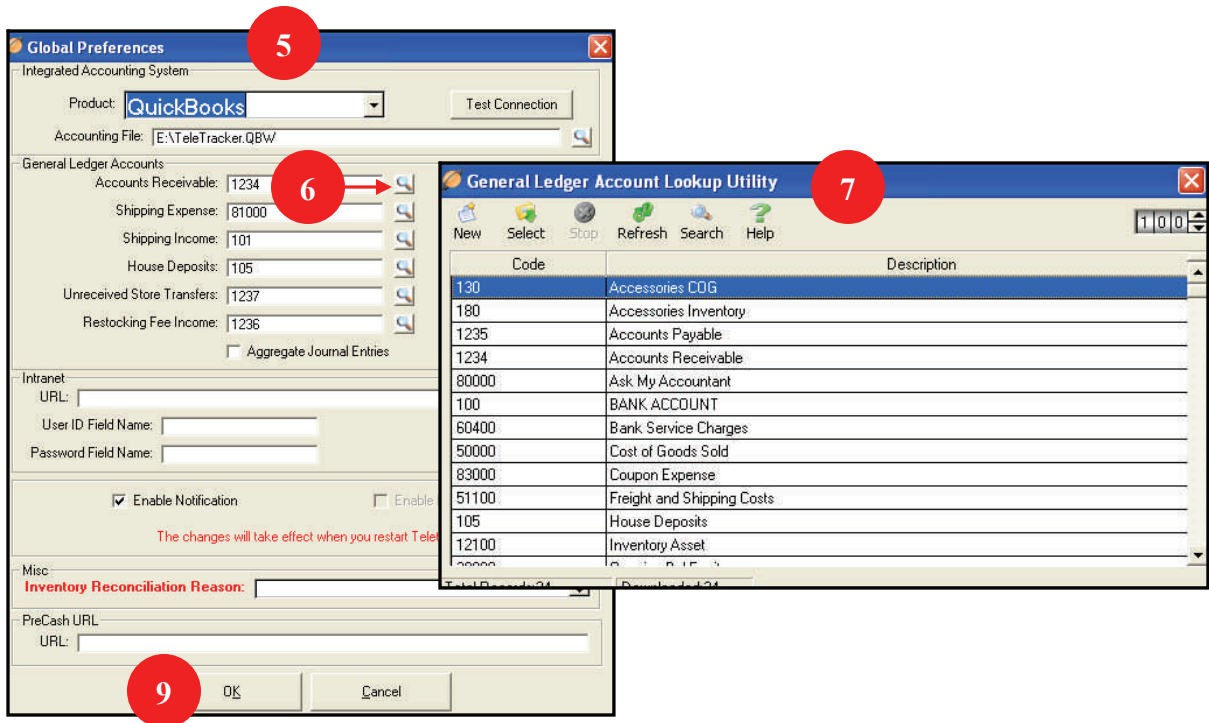 Global Preferences
5
Integrated Accounting System
Product: QuickBooks
Test Connection
Accounting File: E:\TeleTracker.QBW
General Ledger Accounts
Accounts Receivable: 1234
6
Shipping Expense: 81000
Shipping Income: 101
House Deposits: 105
Unreceived Store Transfers: 1237
Restocking Fee Income: 1236
Aggregate Journal Entries
Intranet
URL:
User ID Field Name:
Password Field Name:
Enable Notification
Enable
The changes will take effect when you restart Tele
Misc
Inventory Reconciliation Reason:
PreCash URL
URL:
9
OK
Cancel
General Ledger Account Lookup Utility
7
New Select Stop Refresh Search Help
100
Code Description
130 Accessories COG
180 Accessories Inventory
1235 Accounts Payable
1234 Accounts Receivable
80000 Ask My Accountant
100 BANK ACCOUNT
60400 Bank Service Charges
50000 Cost of Goods Sold
83000 Coupon Expense
51100 Freight and Shipping Costs
105 House Deposits
12100 Inventory Asset